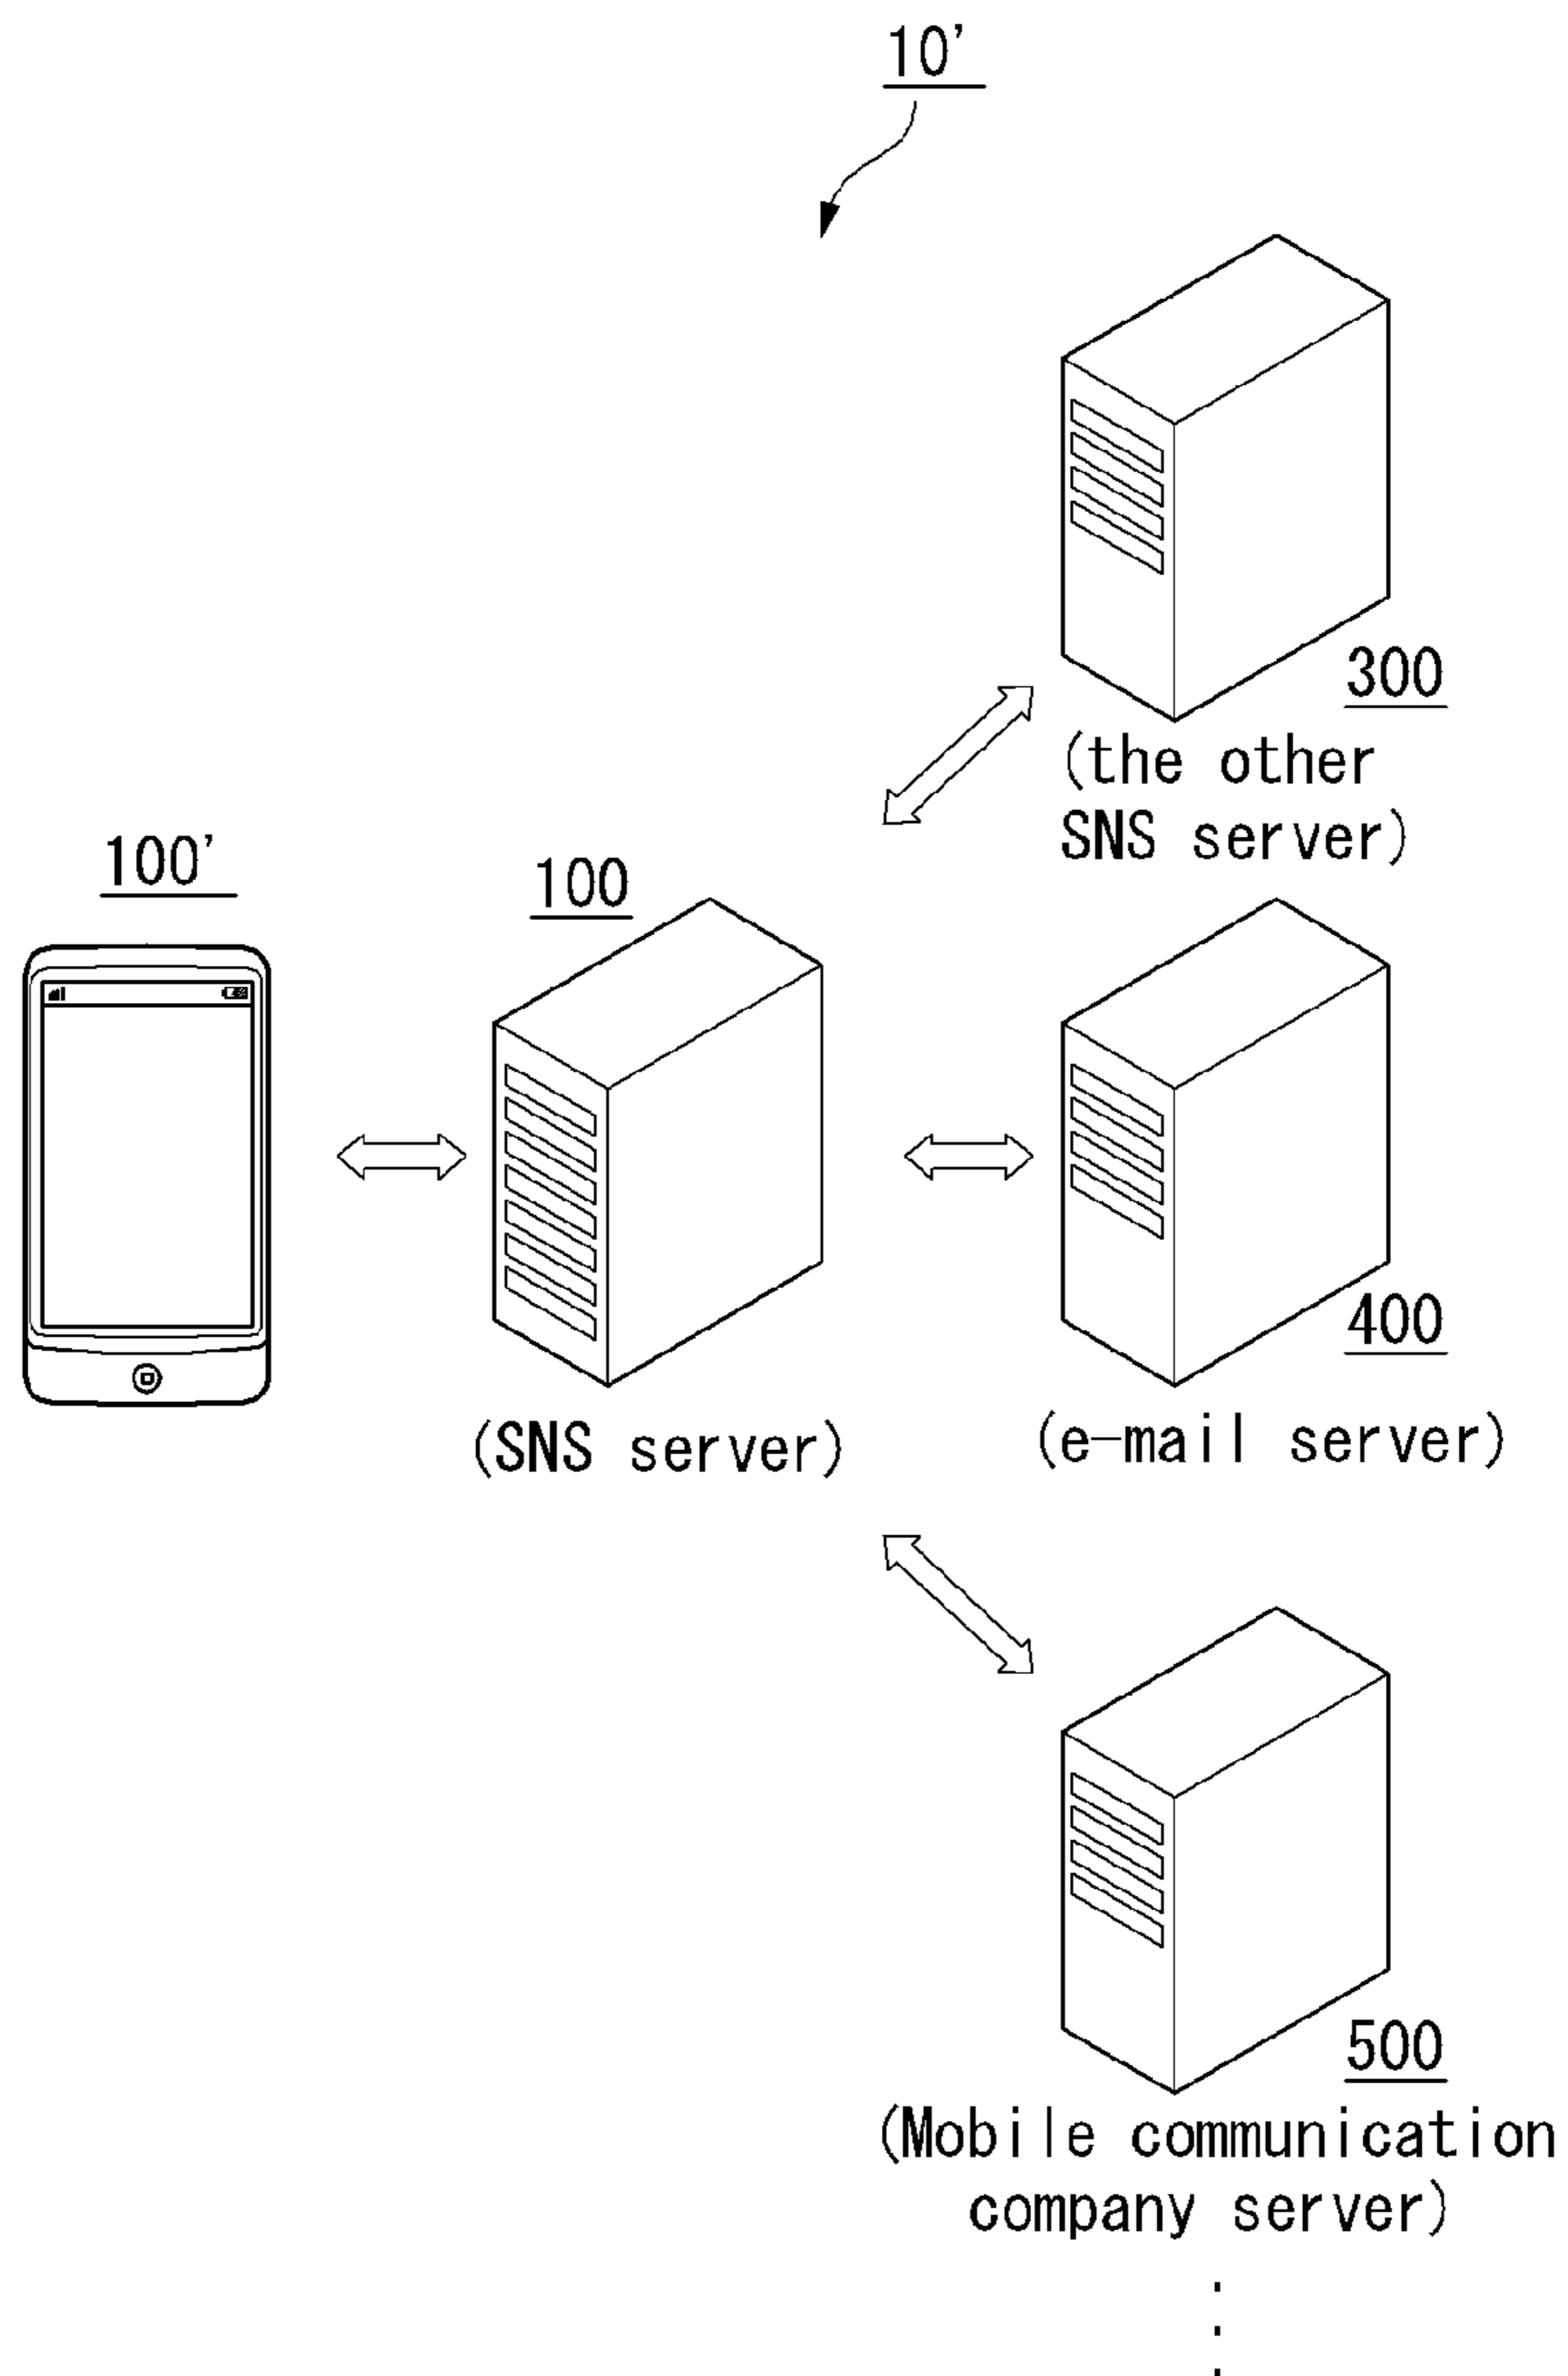 10'
300
(the other
SNS server)
100'
100
400
(SNS server)
(e-mail server)
500
(Mobile communication
company server)